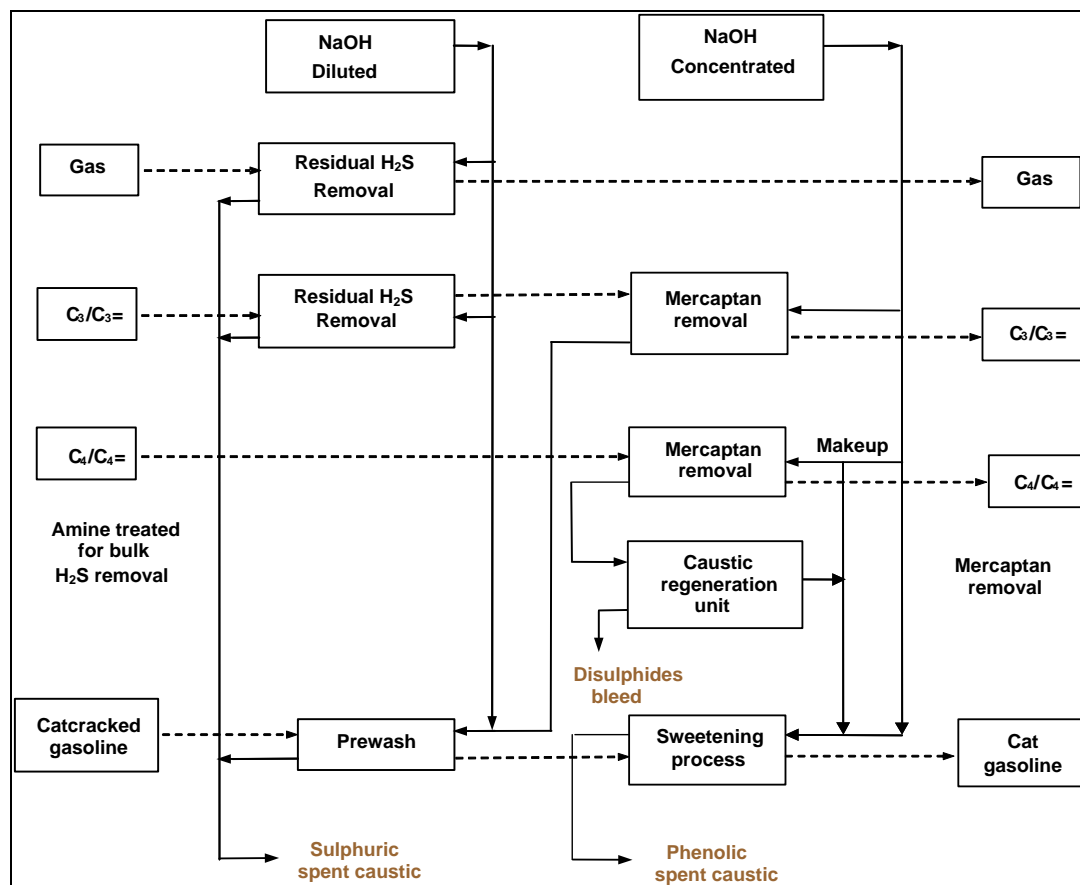 NaOH
Diluted
NaOH
Concentrated
Gas
Residual H₂S
Removal
Gas
C₃/C₃=
Residual H₂S
Removal
Mercaptan
removal
C₃/C₃=
C₄/C₄=
Mercaptan
removal
Makeup
C₄/C₄=
Amine treated
for bulk
H₂S removal
Caustic
regeneration
unit
Mercaptan
removal
Disulphides
bleed
Catcracked
gasoline
Prewash
Sweetening
process
Cat
gasoline
Sulphuric
spent caustic
Phenolic
spent caustic